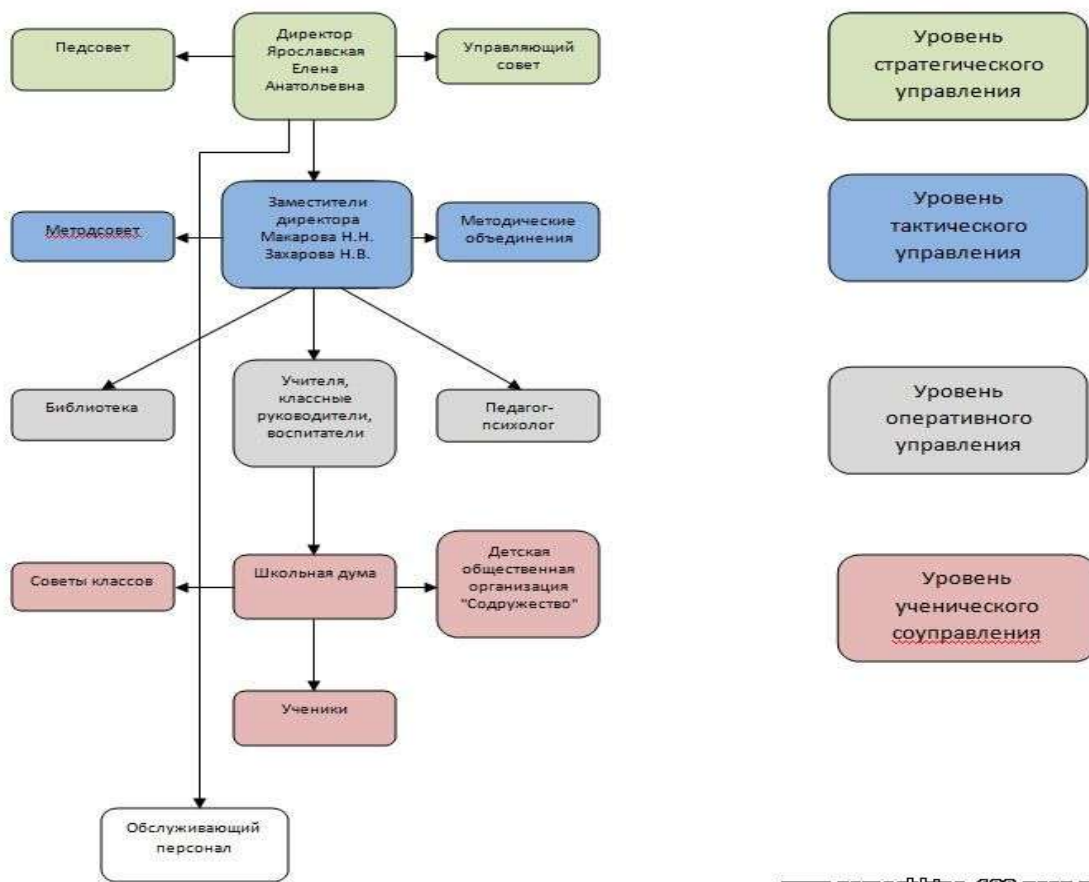 Педсовет
Директор
Ярославская
Елена
Анатольевна
Управляющий
совет
Уровень
стратегического
управления
Методсовет
Заместители
директора
Макарова Н.Н.
Захарова Н.В.
Методические
объединения
Уровень
тактического
управления
Библиотека
Учителя,
классные
руководители,
воспитатели
Педагог-
психолог
Уровень
оперативного
управления
Советы классов
Школьная дума
Детская
общественная
организация
"Содружество"
Уровень
ученического
соуправления
Ученики
Обслуживающий
персонал